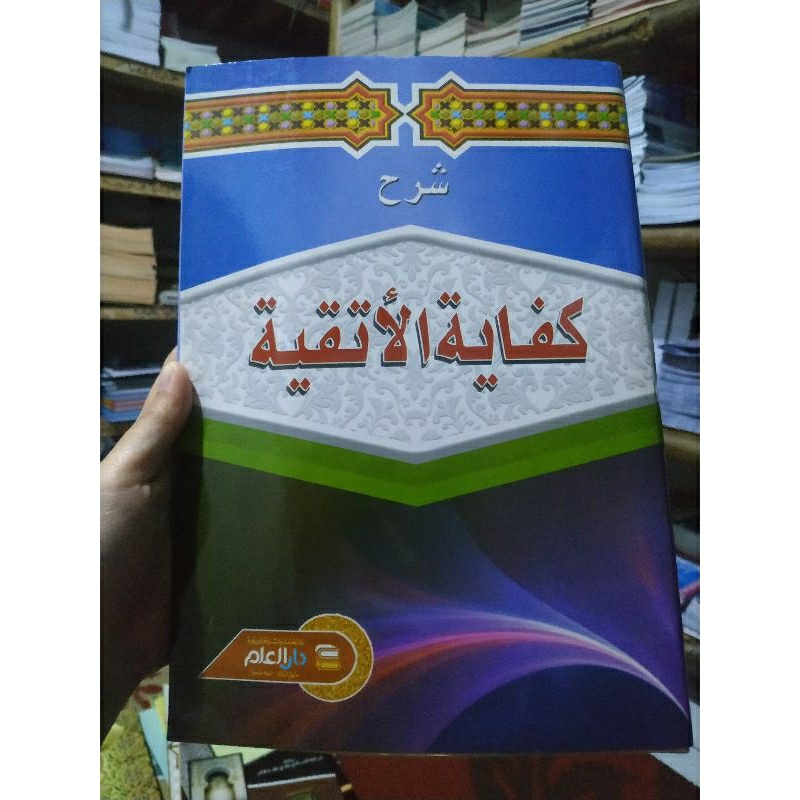 شرح
كفاية الأتقية
دار العلم